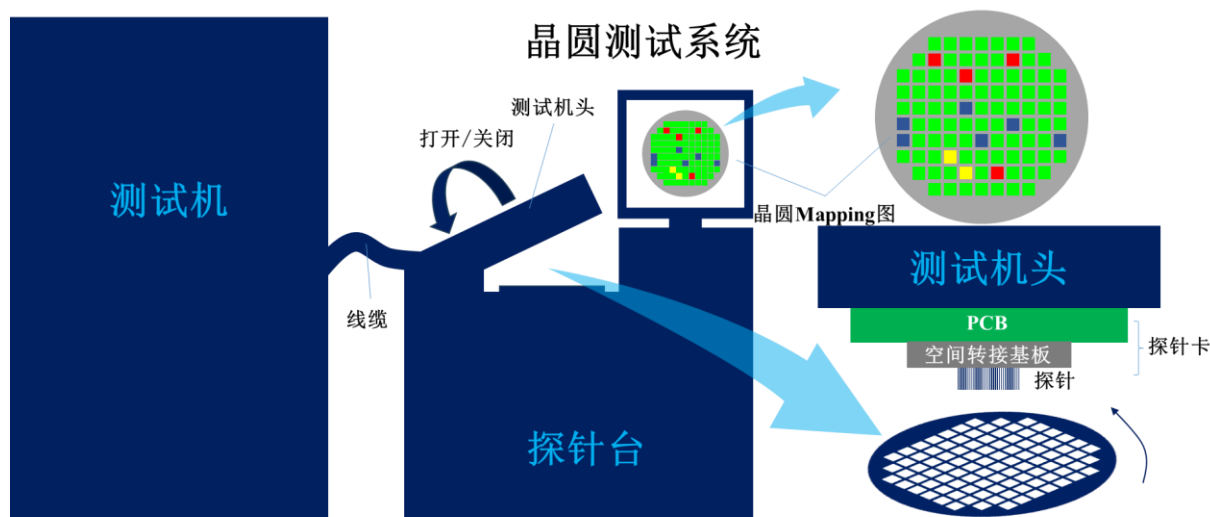 晶圆测试系统
测试机
打开/关闭
测试机头
线缆
探针台
晶圆Mapping图
测试机头
PCB
空间转接基板
探针
探针卡